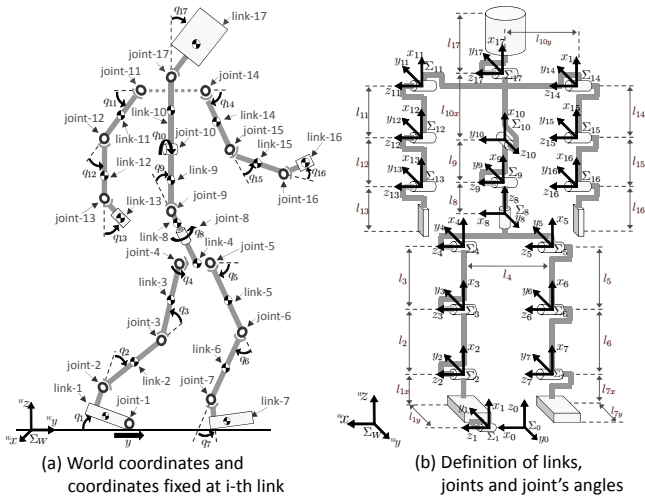 q17
link-17
joint-17
joint-11
joint-14
q11
q14
link-14
link-10
joint-12
link-11
q10
joint-10
joint-15
link-15
link-16
link-12
q12
q9
link-9
q15
q16
joint-13
link-13
joint-9
joint-16
q13
joint-8
link-8
q8
link-4
joint-4
joint-5
q4
q5
link-3
link-5
q3
joint-3
joint-6
q2
joint-2
link-6
link-1
link-2
q6
joint-7
joint-1
link-7
q1
wz
wy
wx
ΣW
y
q7
(a) World coordinates and
coordinates fixed at i-th link
l17
x17
y17
z17
Σ17
l10y
x11
y11
z11
Σ11
x14
y14
z14
Σ14
l11
l10x
l14
x12
y12
z12
Σ12
x10
y10
z10
Σ10
x15
y15
z15
Σ15
l12
l9
l15
x13
y13
z13
Σ13
x9
y9
z9
Σ9
x16
y16
z16
Σ16
l13
l8
l16
z8
x8
y8
Σ8
x4
y4
z4
Σ4
x5
y5
z5
Σ5
l3
l4
l5
x3
y3
z3
Σ3
x6
y6
z6
Σ6
l2
l6
x2
y2
z2
Σ2
x7
y7
z7
Σ7
l1x
l7x
l1y
l7y
x1
y1
z1
Σ1
z0
x0
y0
Σ0
wz
wx
wy
ΣW
(b) Definition of links,
joints and joint's angles